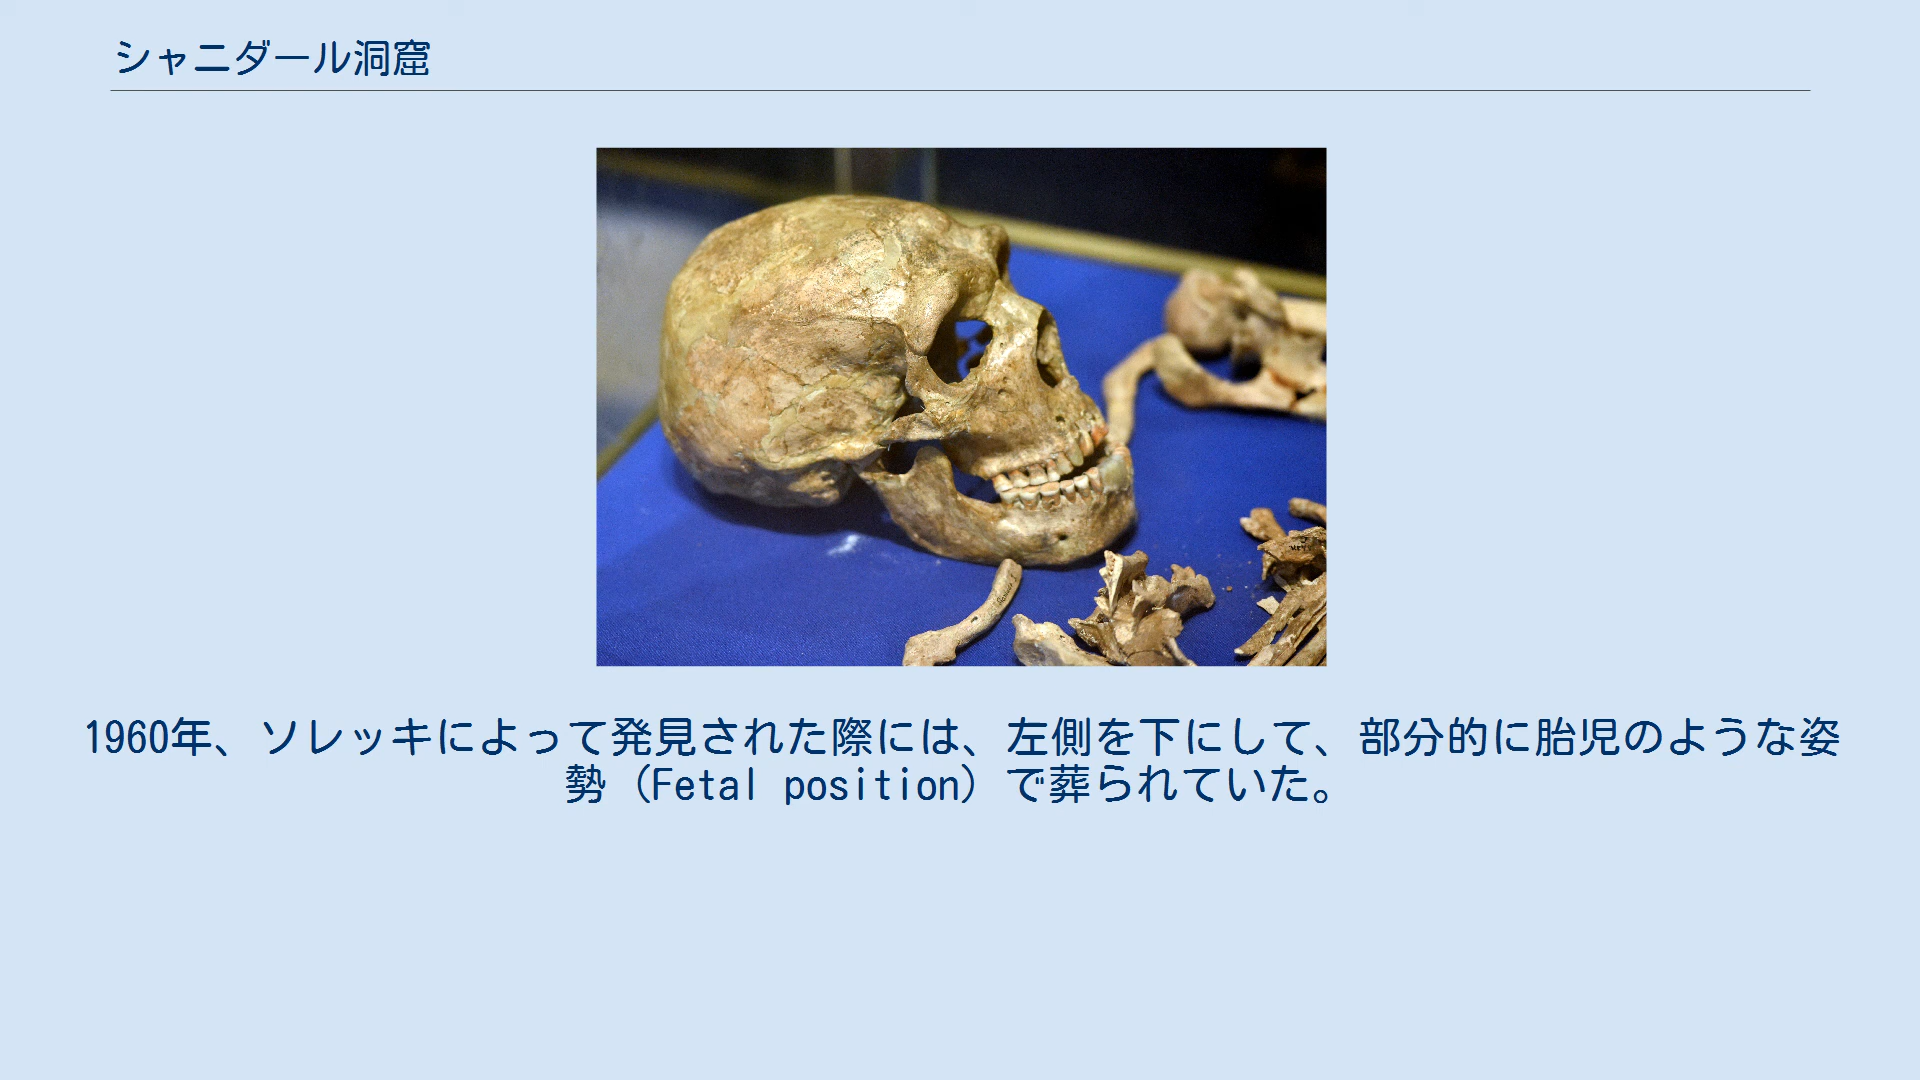 シャニダール洞窟
1960年、ソレッキによって発見された際には、左側を下にして、部分的に胎児のような姿
勢（Fetal position）で葬られていた。